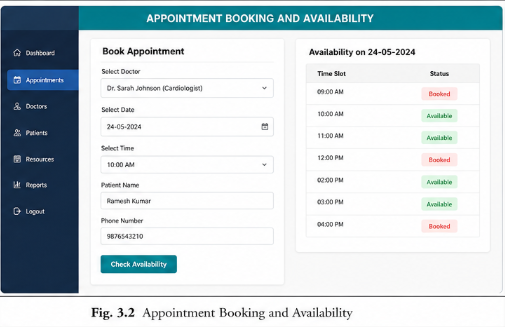 APPOINTMENT BOOKING AND AVAILABILITY
Dashboard
Appointments
Doctors
Patients
Resources
Reports
Logout
Book Appointment
Select Doctor
Dr. Sarah Johnson (Cardiologist)
Select Date
24-05-2024
Select Time
10:00 AM
Patient Name
Ramesh Kumar
Phone Number
9876543210
Check Availability
Availability on 24-05-2024
Time Slot Status
09:00 AM Booked
10:00 AM Available
11:00 AM Available
12:00 PM Booked
02:00 PM Available
03:00 PM Available
04:00 PM Booked
Fig. 3.2 Appointment Booking and Availability